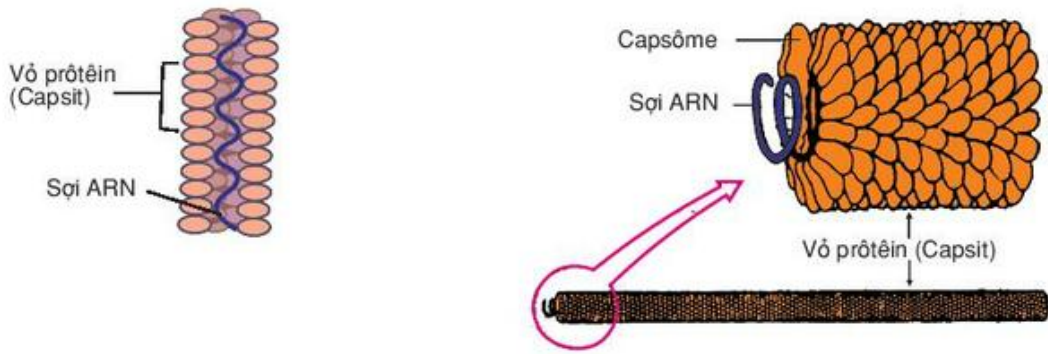 Vỏ prôtêin
(Capsit)
Sợi ARN
Capsôme
Sợi ARN
Vỏ prôtêin (Capsit)